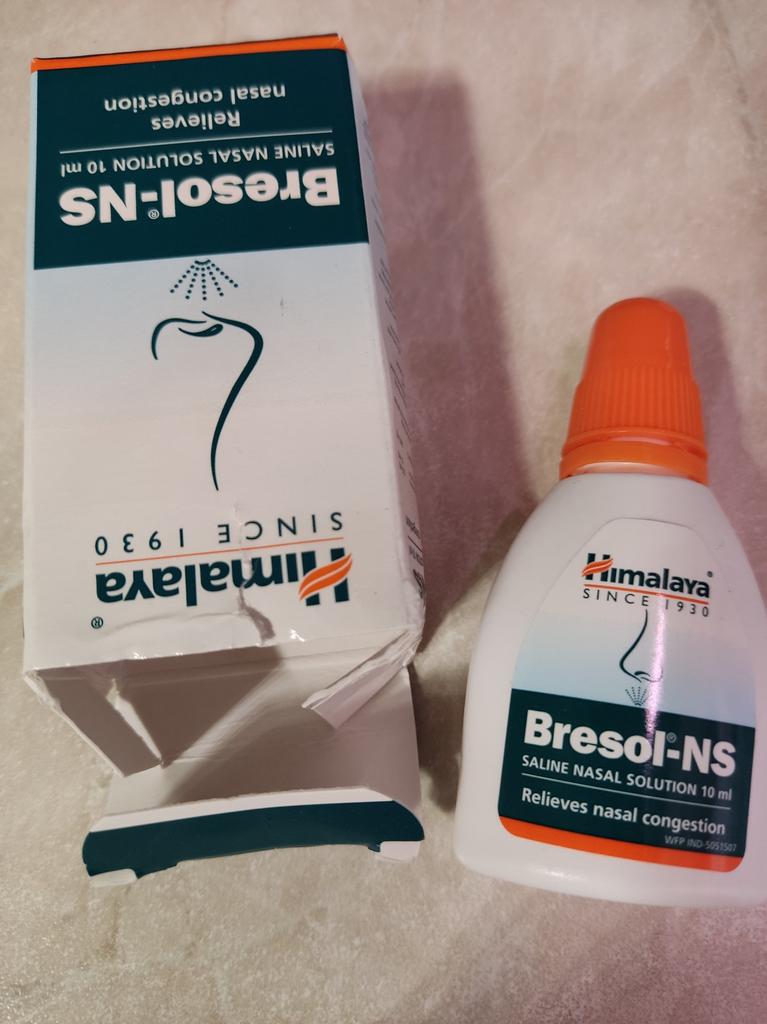 Himalaya®
SINCE 1930
Bresol®-NS
SALINE NASAL SOLUTION 10 ml
Relieves
nasal congestion
Himalaya®
SINCE 1930
Bresol®-NS
SALINE NASAL SOLUTION 10 ml
Relieves nasal congestion
WFP IND-5051507